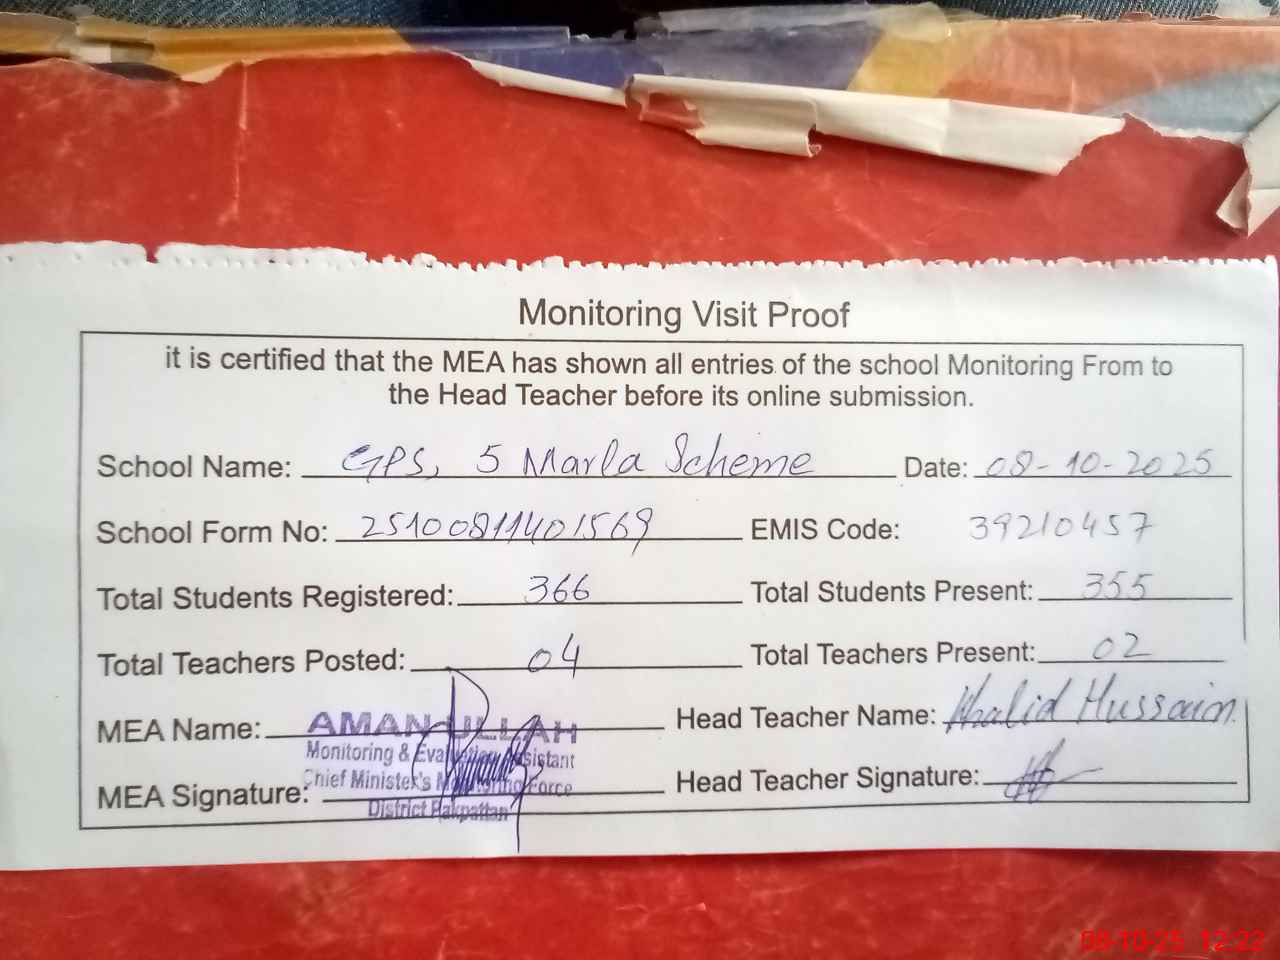 Monitoring Visit Proof
it is certified that the MEA has shown all entries of the school Monitoring From to
the Head Teacher before its online submission.
School Name: GPS, 5 Marla Scheme Date: 08-10-2025
School Form No: 25100811401569 EMIS Code: 39210457
Total Students Registered: 366 Total Students Present: 355
Total Teachers Posted: 04 Total Teachers Present: 02
MEA Name: AMAN ULLAH Head Teacher Name: Khalid Hussain
Monitoring & Evaluation Assistant
Chief Minister's Monitoring Force
MEA Signature: Head Teacher Signature:
District Pakpattan
08-10-25 12:22